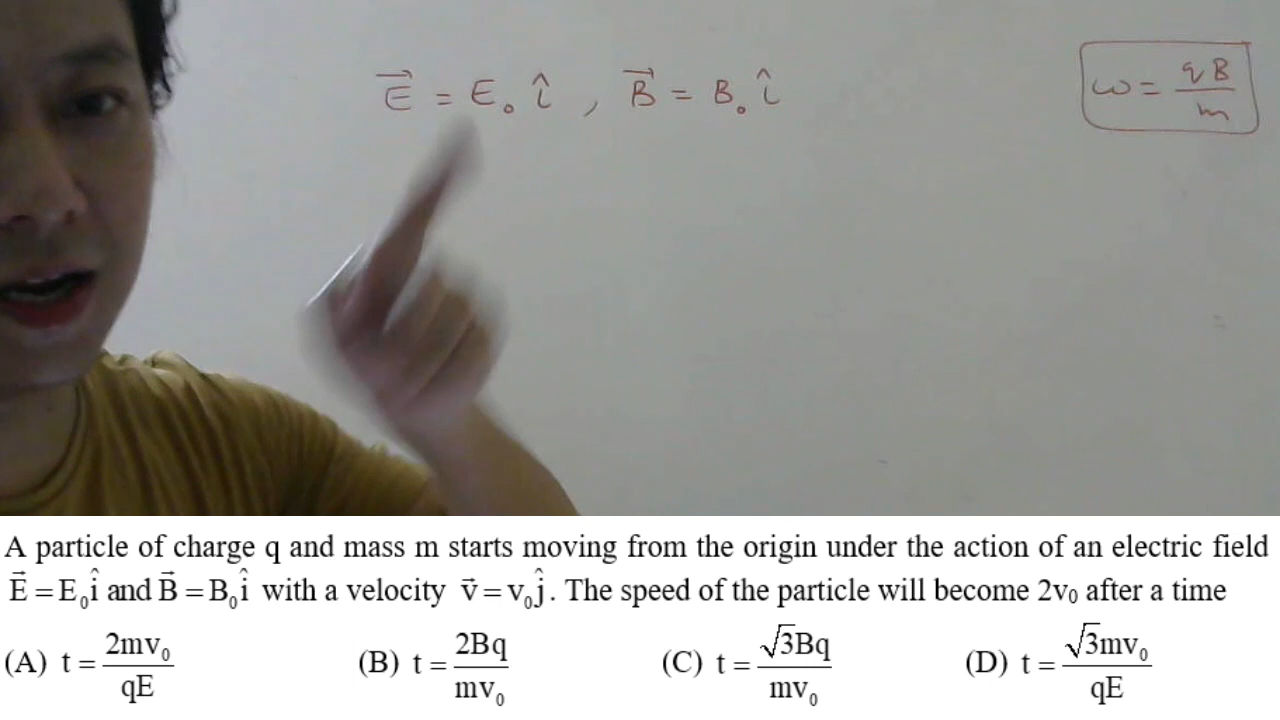 E⃗ = E₀ î , B⃗ = B₀ î
ω = qB/m
A particle of charge q and mass m starts moving from the origin under the action of an electric field
E⃗ = E₀î and B⃗ = B₀î with a velocity v⃗ = v₀ĵ. The speed of the particle will become 2v₀ after a time
(A) t = 2mv₀/qE (B) t = 2Bq/mv₀ (C) t = √3Bq/mv₀ (D) t = √3mv₀/qE